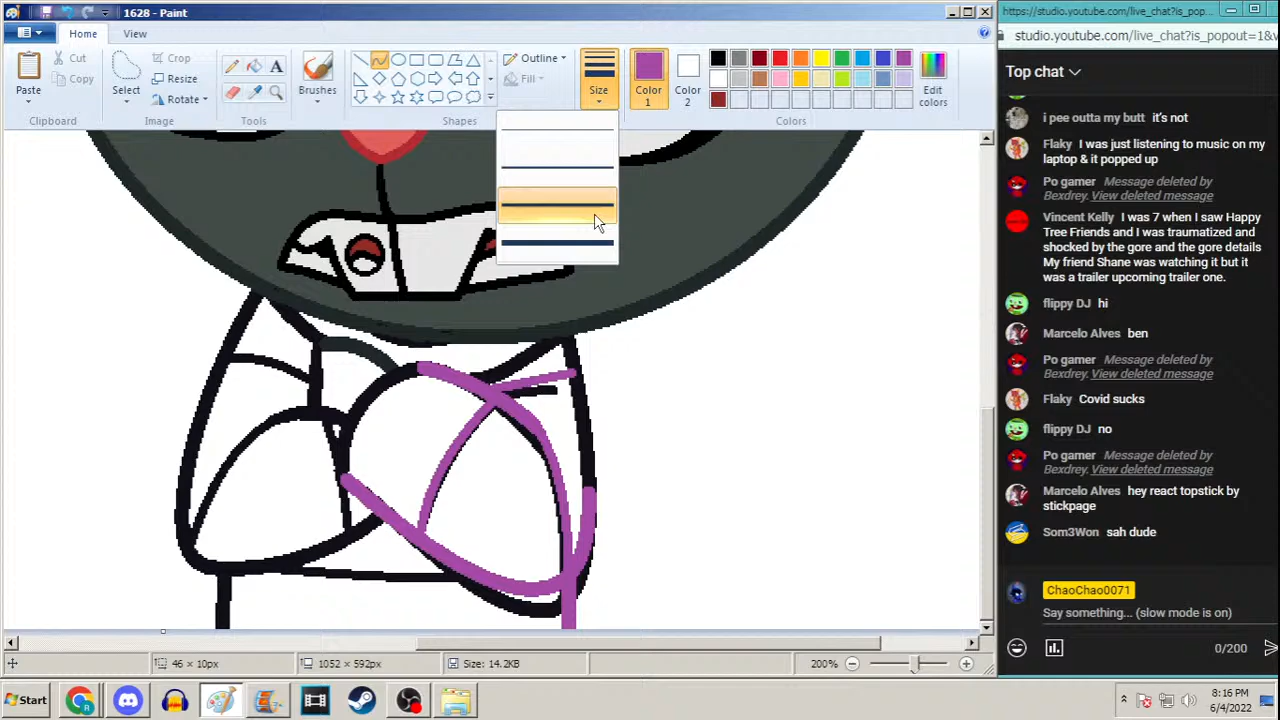 1628 - Paint
https://studio.youtube.com/live_chat?is_pop...
Home
View
https://studio.youtube.com/live_chat?is_popout=1&v
Paste
Cut
Copy
Select
Crop
Resize
Rotate
A
Brushes
Outline
Fill
Size
Color 1
Color 2
Edit colors
Clipboard
Image
Tools
Shapes
Colors
Top chat
i pee outta my butt it's not
Flaky I was just listening to music on my
laptop & it popped up
Po gamer Message deleted by
Bexdrey. View deleted message
Vincent Kelly I was 7 when I saw Happy
Tree Friends and I was traumatized and
shocked by the gore and the gore details
My friend Shane was watching it but it
was a trailer upcoming trailer one.
flippy DJ hi
Marcelo Alves ben
Po gamer Message deleted by
Bexdrey. View deleted message
Flaky Covid sucks
flippy DJ no
Po gamer Message deleted by
Bexdrey. View deleted message
Marcelo Alves hey react topstick by
stickpage
Som3Won sah dude
ChaoChao0071
Say something... (slow mode is on)
0/200
46 × 10px
1052 × 592px
Size: 14.2KB
200%
Start
8:16 PM
6/4/2022